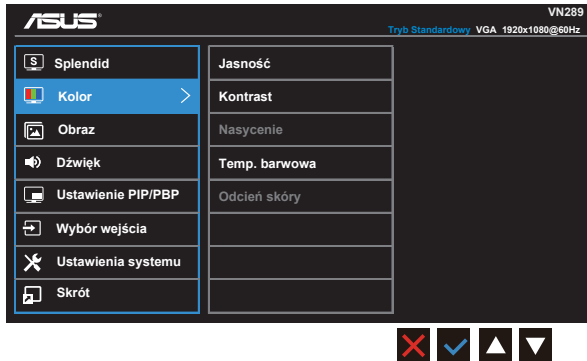 ASUS
VN289
Tryb Standardowy VGA 1920x1080@60Hz
S Splendid
Kolor
Obraz
Dźwięk
Ustawienie PIP/PBP
Wybór wejścia
Ustawienia systemu
Skrót
Jasność
Kontrast
Nasycenie
Temp. barwowa
Odcień skóry